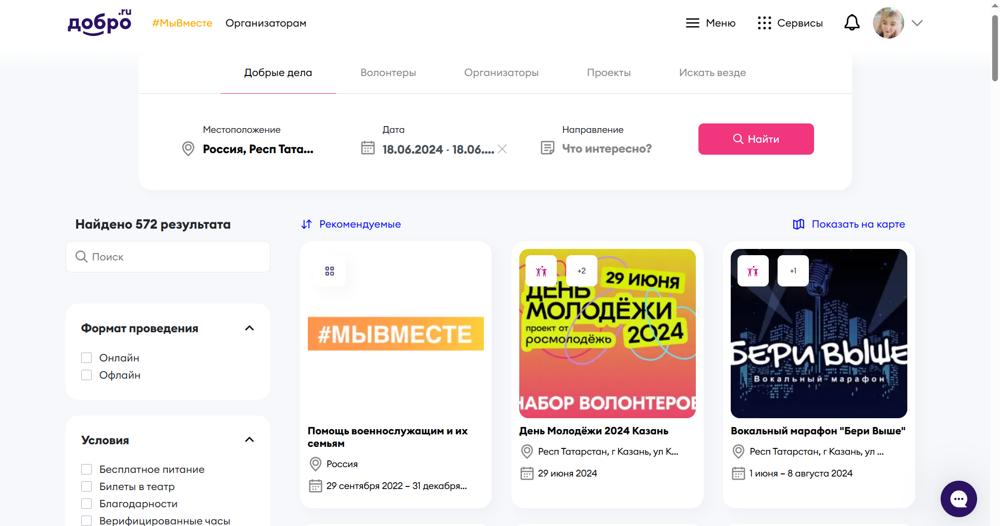 добро.ru
#МыВместе
Организаторам
Меню
Сервисы
Добрые дела
Волонтеры
Организаторы
Проекты
Искать везде
Местоположение
Россия, Респ Тата...
Дата
18.06.2024 - 18.06....
Направление
Что интересно?
Найти
Найдено 572 результата
Рекомендуемые
Показать на карте
Поиск
Формат проведения
Онлайн
Офлайн
Условия
Бесплатное питание
Билеты в театр
Благодарности
Верифицированные часы
#МЫВМЕСТЕ
Помощь военнослужащим и их
семьям
Россия
29 сентября 2022 – 31 декабря...
+2
29 ИЮНЯ
ДЕНЬ
МОЛОДЁЖИ
проект от
росмолодёжь
2024
НАБОР ВОЛОНТЕРОВ
День Молодёжи 2024 Казань
Респ Татарстан, г Казань, ул К...
29 июня 2024
+1
БЕРИ ВЫШЕ
Вокальный марафон
Вокальный марафон "Бери Выше"
Респ Татарстан, г Казань, ул ...
1 июня – 8 августа 2024